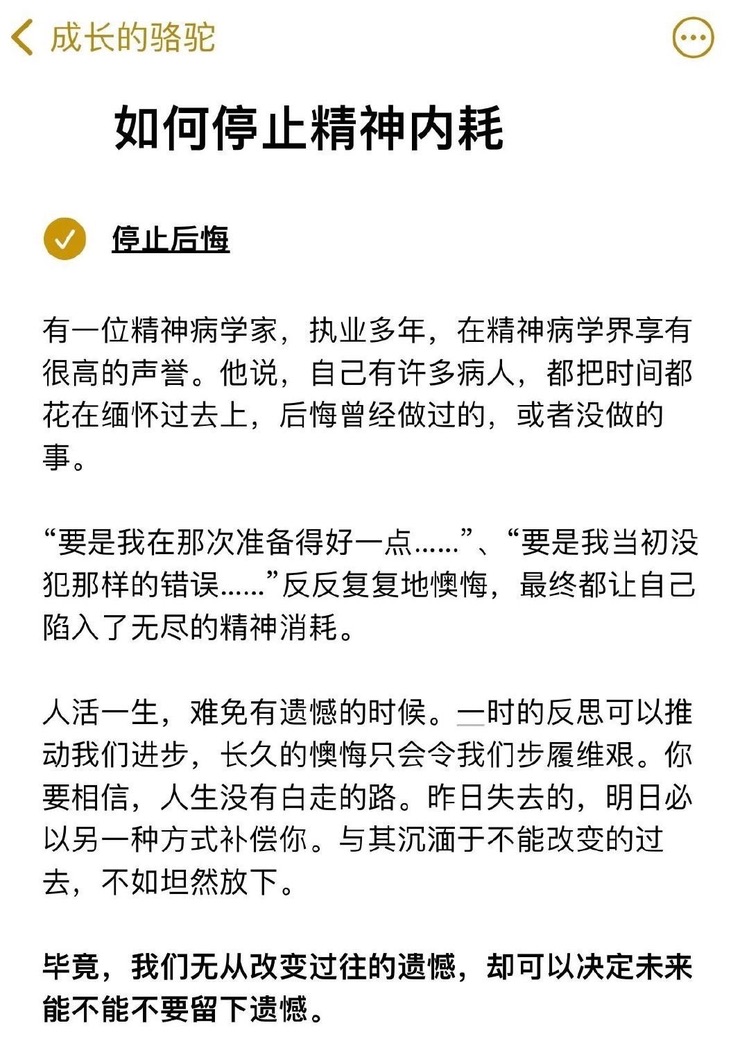 成长的骆驼
如何停止精神内耗
停止后悔
有一位精神病学家，执业多年，在精神病学界享有
很高的声誉。他说，自己有许多病人，都把时间都
花在缅怀过去上，后悔曾经做过的，或者没做的
事。
“要是我在那次准备得好一点……”、“要是我当初没
犯那样的错误……”反反复复地懊悔，最终都让自己
陷入了无尽的精神消耗。
人活一生，难免有遗憾的时候。一时的反思可以推
动我们进步，长久的懊悔只会令我们步履维艰。你
要相信，人生没有白走的路。昨日失去的，明日必
以另一种方式补偿你。与其沉湎于不能改变的过
去，不如坦然放下。
毕竟，我们无从改变过往的遗憾，却可以决定未来
能不能不要留下遗憾。